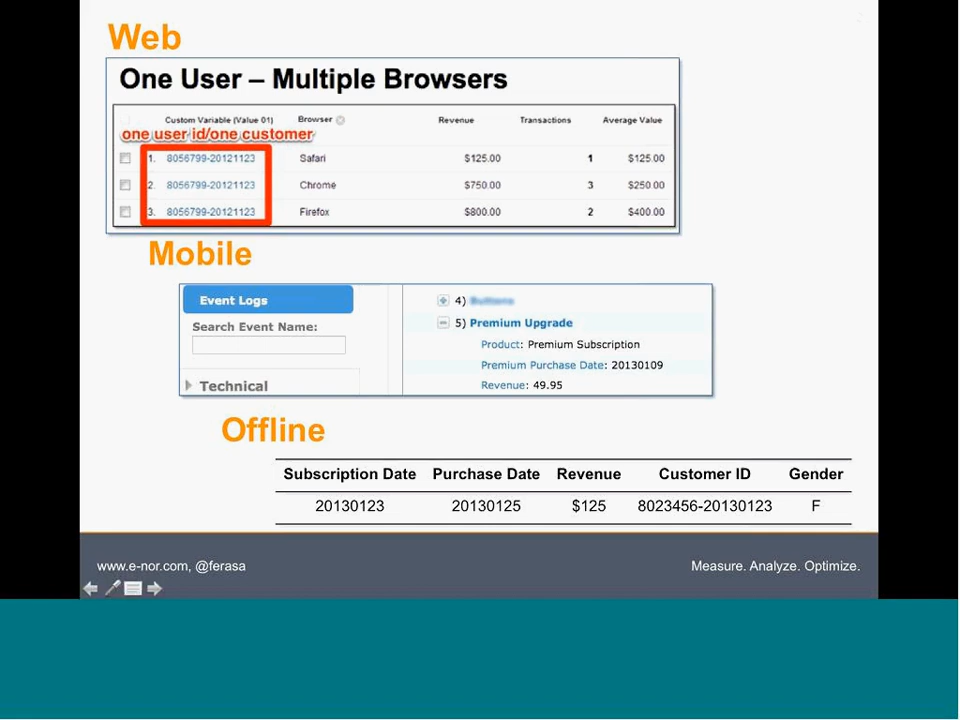 Web
One User – Multiple Browsers
Custom Variable (Value 01) Browser Revenue Transactions Average Value
one user id/one customer
1. 8056799-20121123 Safari $125.00 1 $125.00
2. 8056799-20121123 Chrome $750.00 3 $250.00
3. 8056799-20121123 Firefox $800.00 2 $400.00
Mobile
Event Logs
Search Event Name:
Technical
4)
5) Premium Upgrade
Product: Premium Subscription
Premium Purchase Date: 20130109
Revenue: 49.95
Offline
Subscription Date Purchase Date Revenue Customer ID Gender
20130123 20130125 $125 8023456-20130123 F
www.e-nor.com, @ferasa
Measure. Analyze. Optimize.